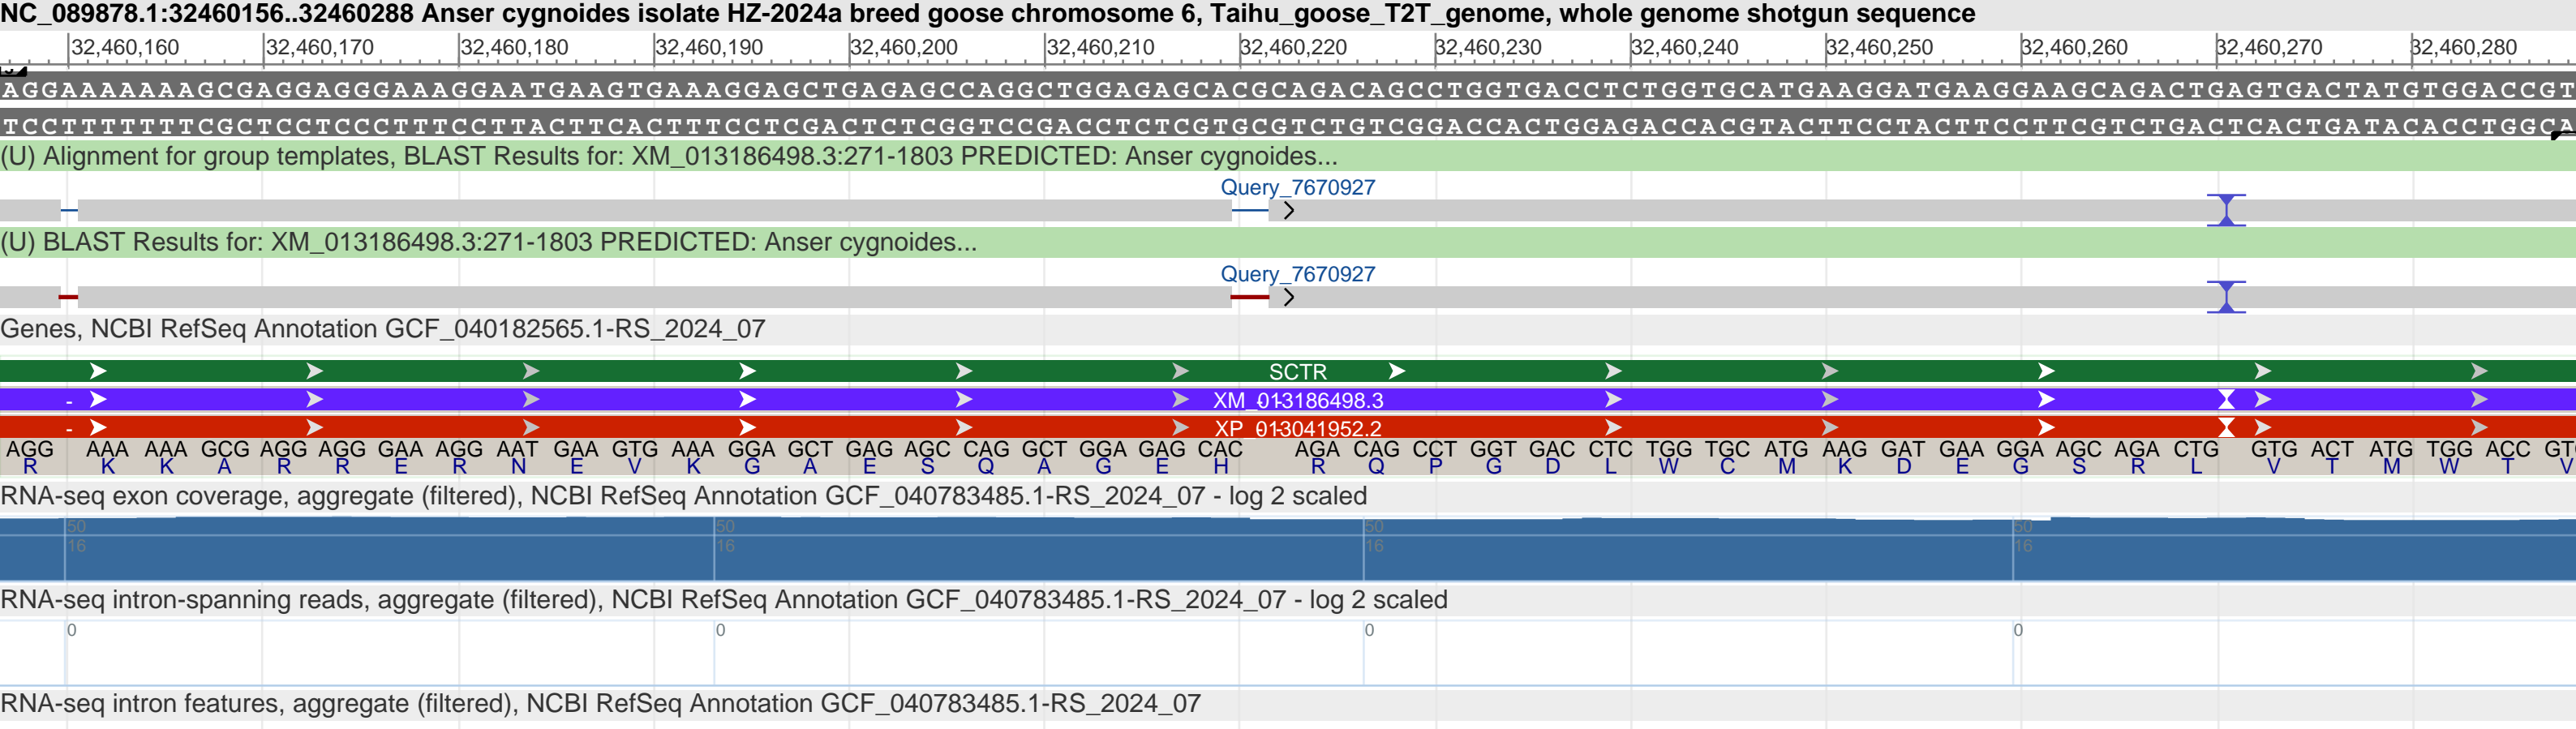 NC_089878.1:32460156..32460288 Anser cygnoides isolate HZ-2024a breed goose chromosome 6, Taihu_goose_T2T_genome, whole genome shotgun sequence
32,460,160 32,460,170 32,460,180 32,460,190 32,460,200 32,460,210 32,460,220 32,460,230 32,460,240 32,460,250 32,460,260 32,460,270 32,460,280
AGGAAAAAAAGCGAGGAGGGAAAGGAATGAAGTGAAAGGAGCTGAGAGCCAGGCTGGAGAGCACGCAGACAGCCTGGTGACCTCTGGTGCATGAAGGATGAAGGAAGCAGACTGAGTGACTATGTGGACCGT
TCCTTTTTTTCGCTCCTCCCTTTCCTTACTTCACTTTCCTCGACTCTCGGTCCGACCTCTCGTGCGTCTGTCGGACCACTGGAGACCACGTACTTCCTACTTCCTTCGTCTGACTCACTGATACACCTGGCA
(U) Alignment for group templates, BLAST Results for: XM_013186498.3:271-1803 PREDICTED: Anser cygnoides...
Query_7670927
(U) BLAST Results for: XM_013186498.3:271-1803 PREDICTED: Anser cygnoides...
Query_7670927
Genes, NCBI RefSeq Annotation GCF_040182565.1-RS_2024_07
SCTR
- XM_013186498.3
- XP_013041952.2
AGG AAA AAA GCG AGG AGG GAA AGG AAT GAA GTG AAA GGA GCT GAG AGC CAG GCT GGA GAG CAC AGA CAG CCT GGT GAC CTC TGG TGC ATG AAG GAT GAA GGA AGC AGA CTG GTG ACT ATG TGG ACC GT
R K K A R R E R N E V K G A E S Q A G E H R Q P G D L W C M K D E G S R L V T M W T V
RNA-seq exon coverage, aggregate (filtered), NCBI RefSeq Annotation GCF_040783485.1-RS_2024_07 - log 2 scaled
50 50 50 50
16 16 16 16
RNA-seq intron-spanning reads, aggregate (filtered), NCBI RefSeq Annotation GCF_040783485.1-RS_2024_07 - log 2 scaled
0 0 0 0
RNA-seq intron features, aggregate (filtered), NCBI RefSeq Annotation GCF_040783485.1-RS_2024_07